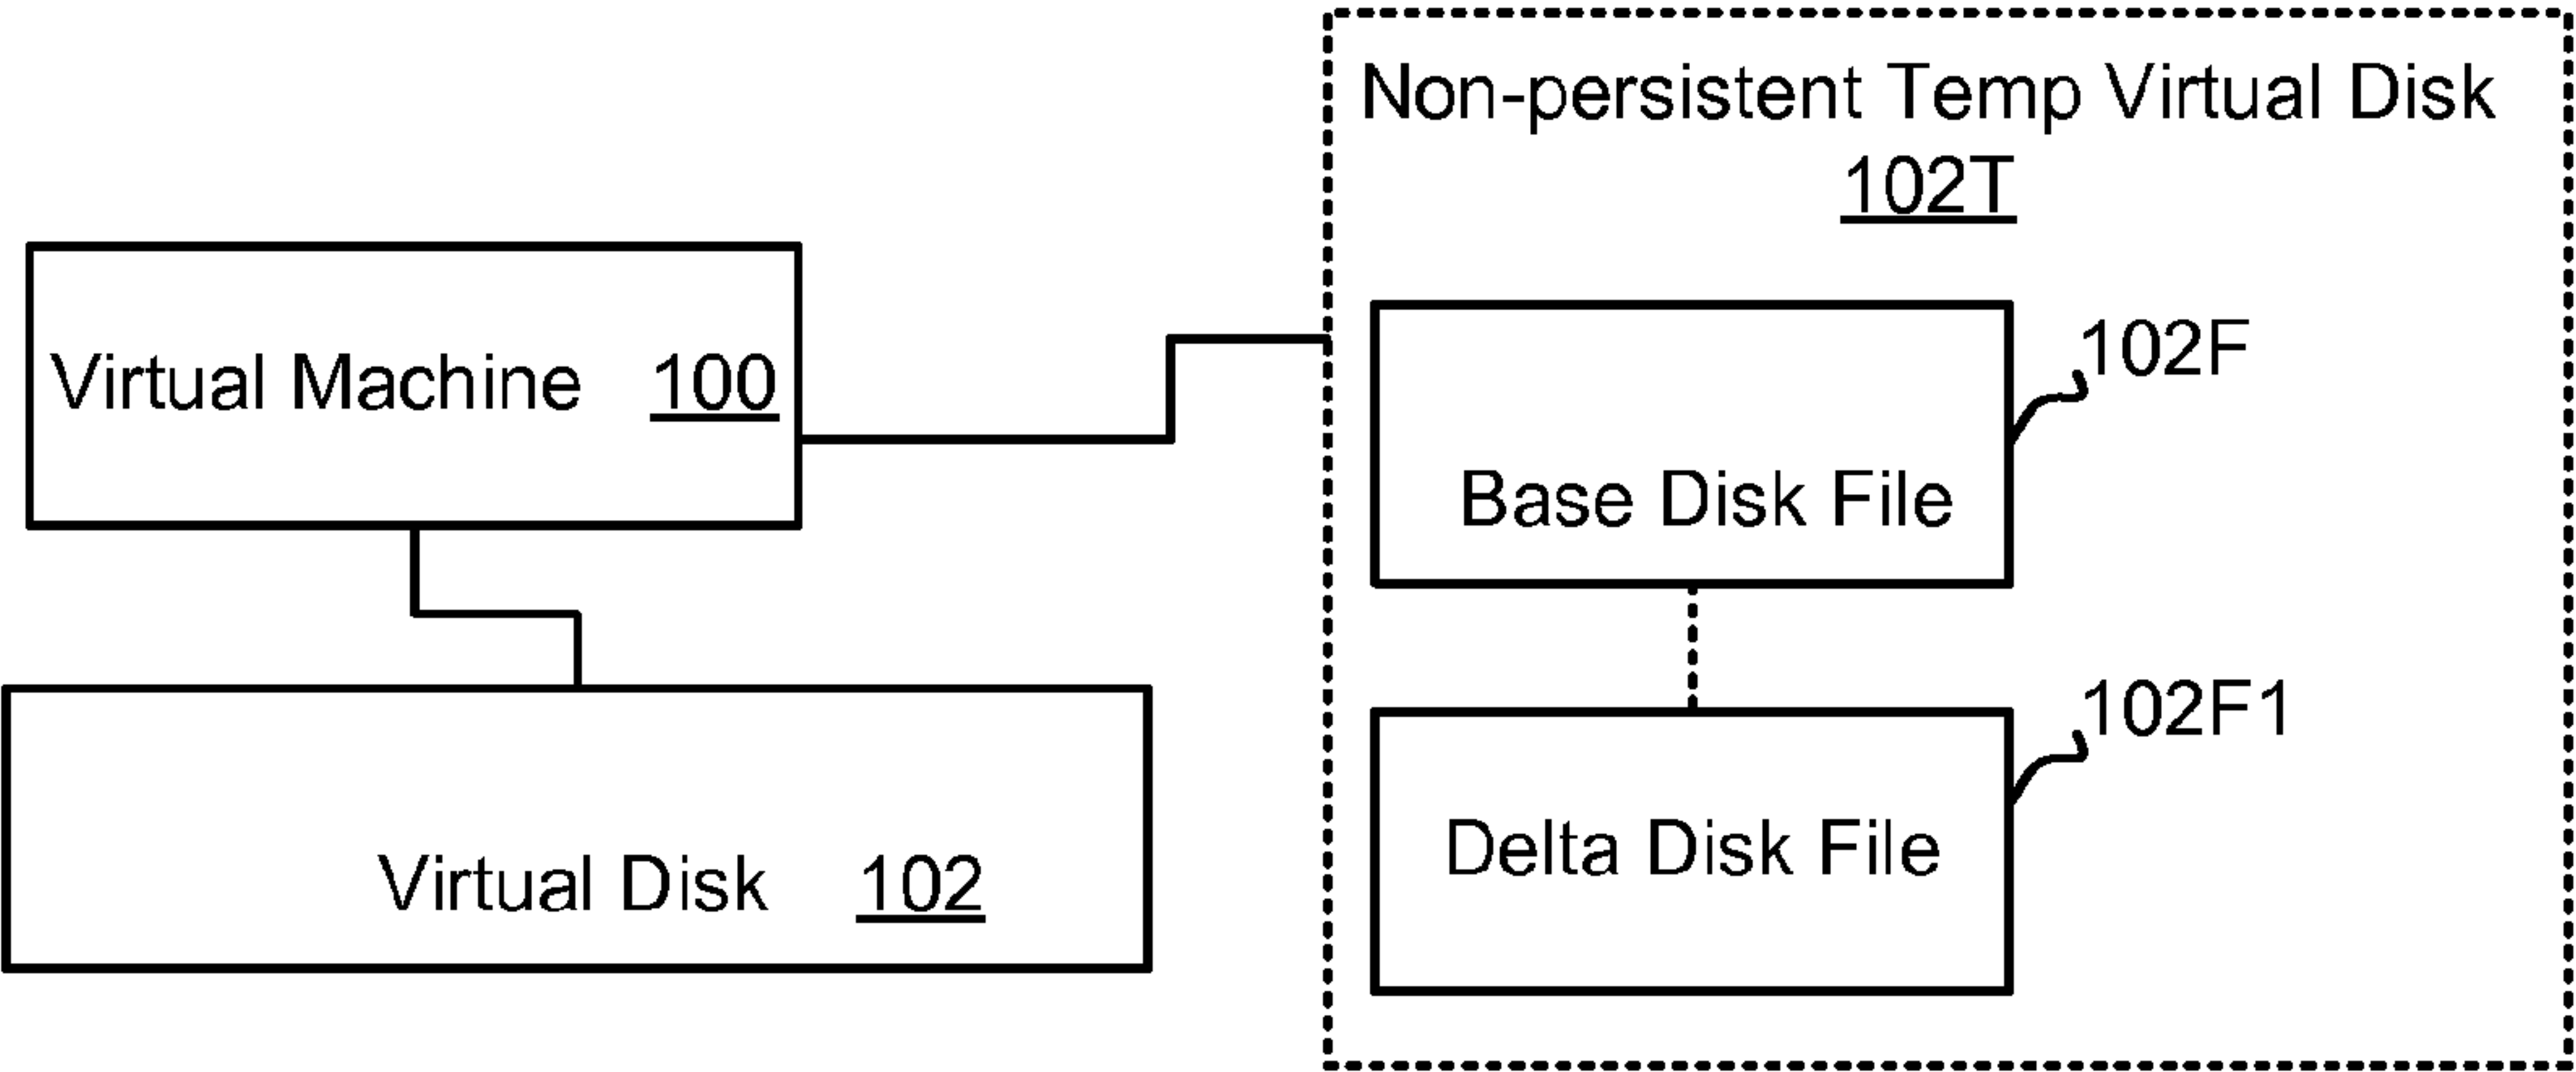 Non-persistent Temp Virtual Disk
102T
Virtual Machine 100
102F
Base Disk File
102F1
Delta Disk File
Virtual Disk 102